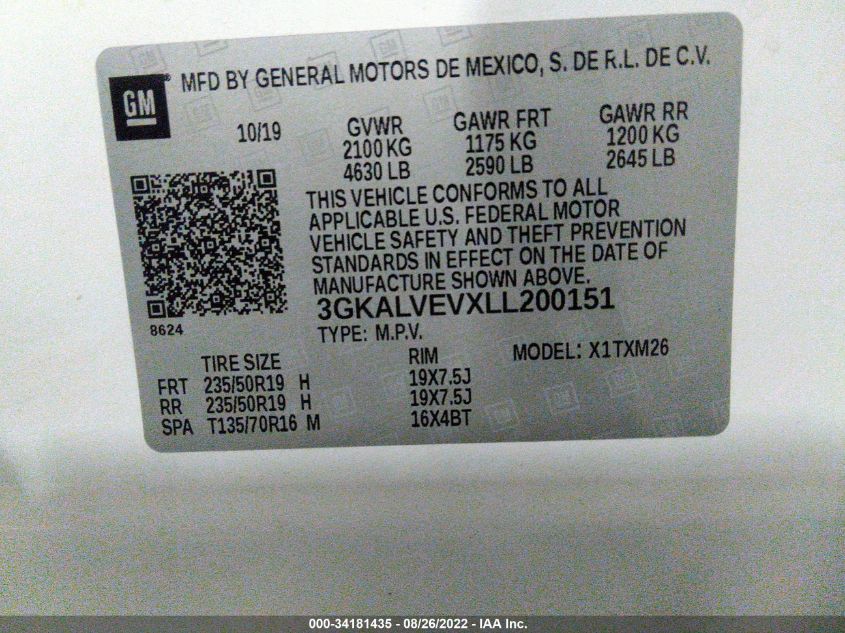 GM ® MFD BY GENERAL MOTORS DE MEXICO, S. DE R.L. DE C.V.
10/19 GVWR GAWR FRT GAWR RR
2100 KG 1175 KG 1200 KG
4630 LB 2590 LB 2645 LB
THIS VEHICLE CONFORMS TO ALL
APPLICABLE U.S. FEDERAL MOTOR
VEHICLE SAFETY AND THEFT PREVENTION
STANDARDS IN EFFECT ON THE DATE OF
MANUFACTURE SHOWN ABOVE.
8624 3GKALVEVXLL200151
TYPE: M.P.V.
TIRE SIZE RIM MODEL: X1TXM26
FRT 235/50R19 H 19X7.5J
RR 235/50R19 H 19X7.5J
SPA T135/70R16 M 16X4BT
000-34181435 - 08/26/2022 - IAA Inc.